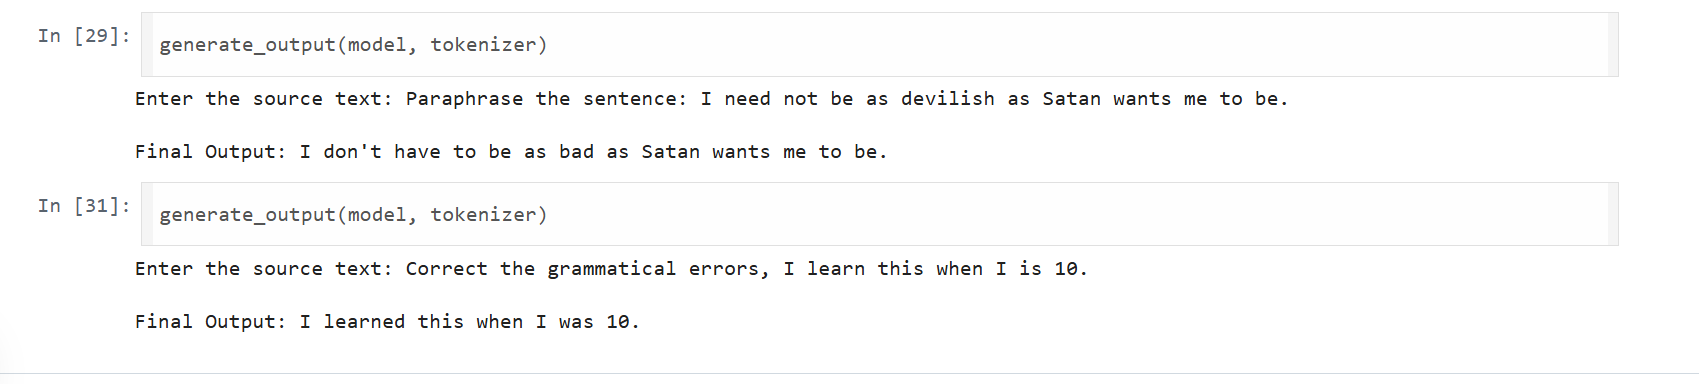 In [29]:
generate_output(model, tokenizer)
Enter the source text: Paraphrase the sentence: I need not be as devilish as Satan wants me to be.
Final Output: I don't have to be as bad as Satan wants me to be.
In [31]:
generate_output(model, tokenizer)
Enter the source text: Correct the grammatical errors, I learn this when I is 10.
Final Output: I learned this when I was 10.